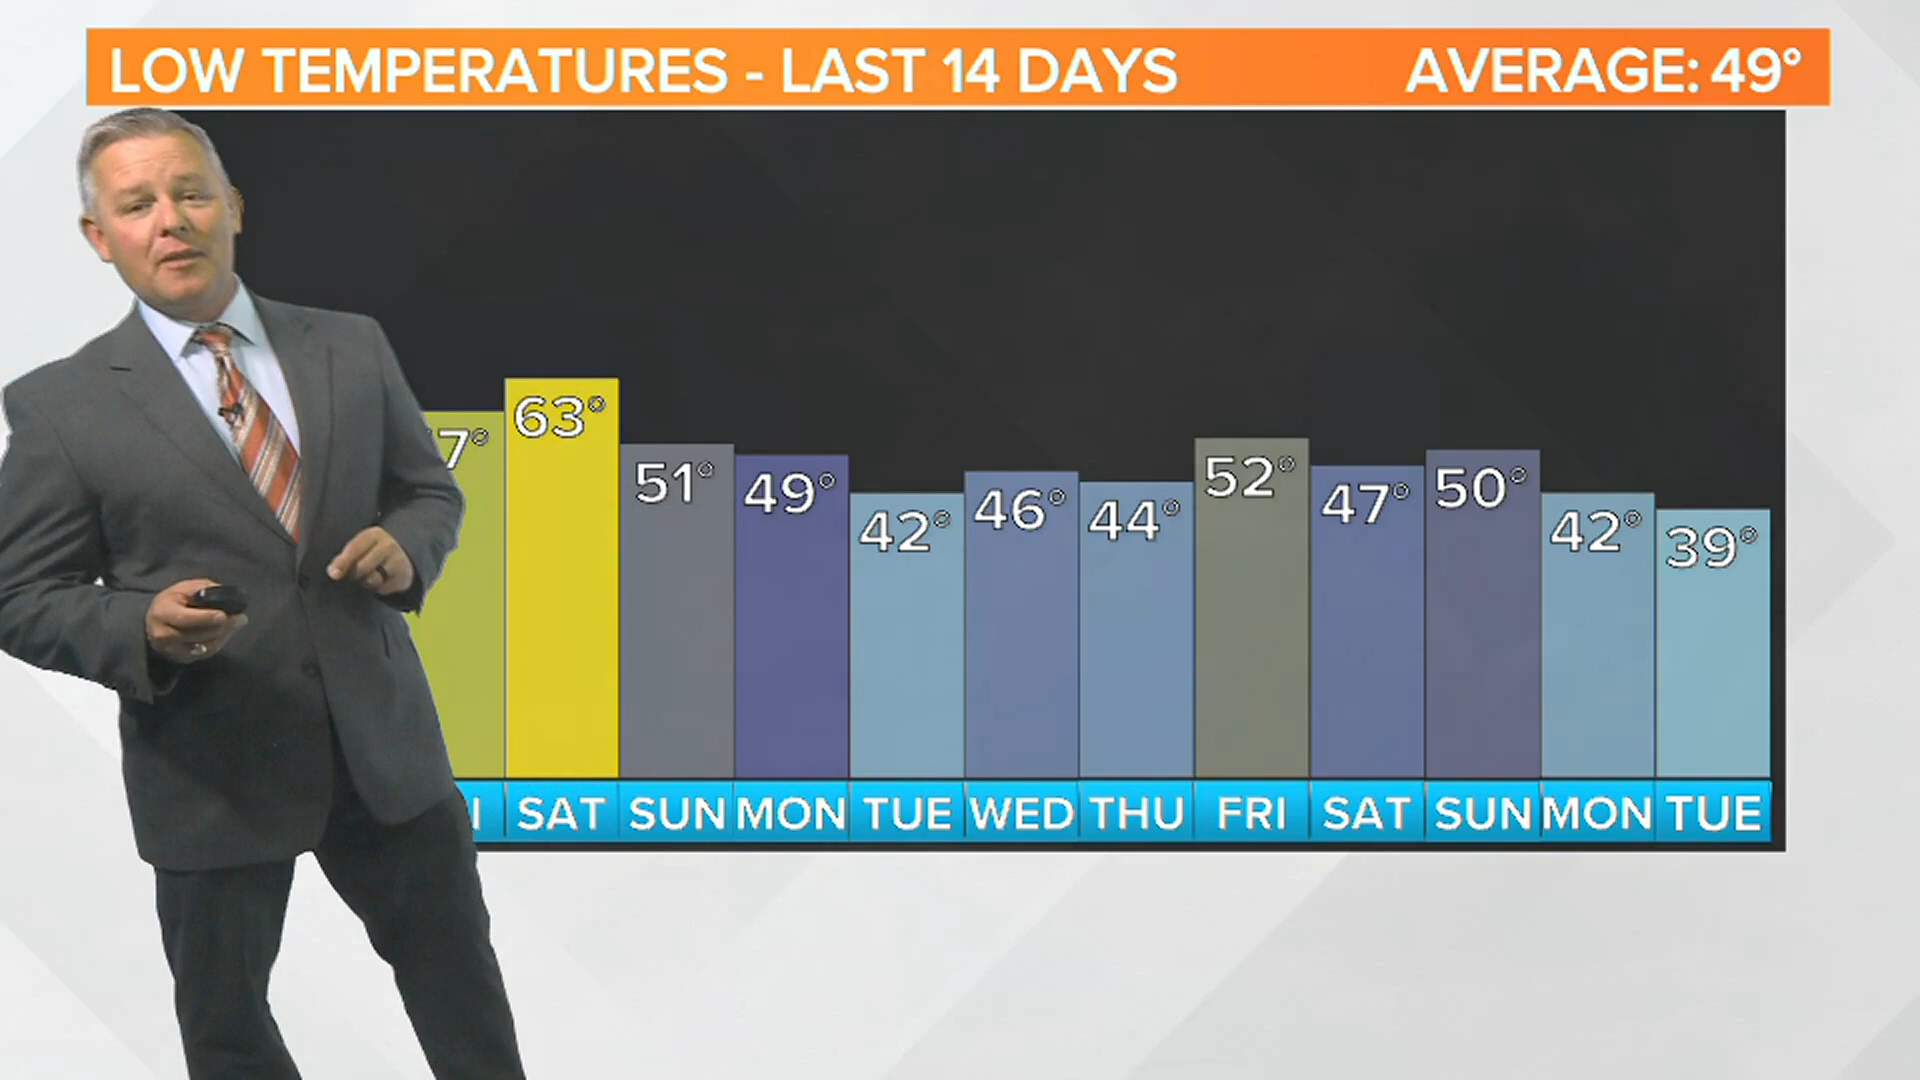 LOW TEMPERATURES - LAST 14 DAYS AVERAGE: 49°
7° 63° 51° 49° 42° 46° 44° 52° 47° 50° 42° 39°
SAT SUN MON TUE WED THU FRI SAT SUN MON TUE